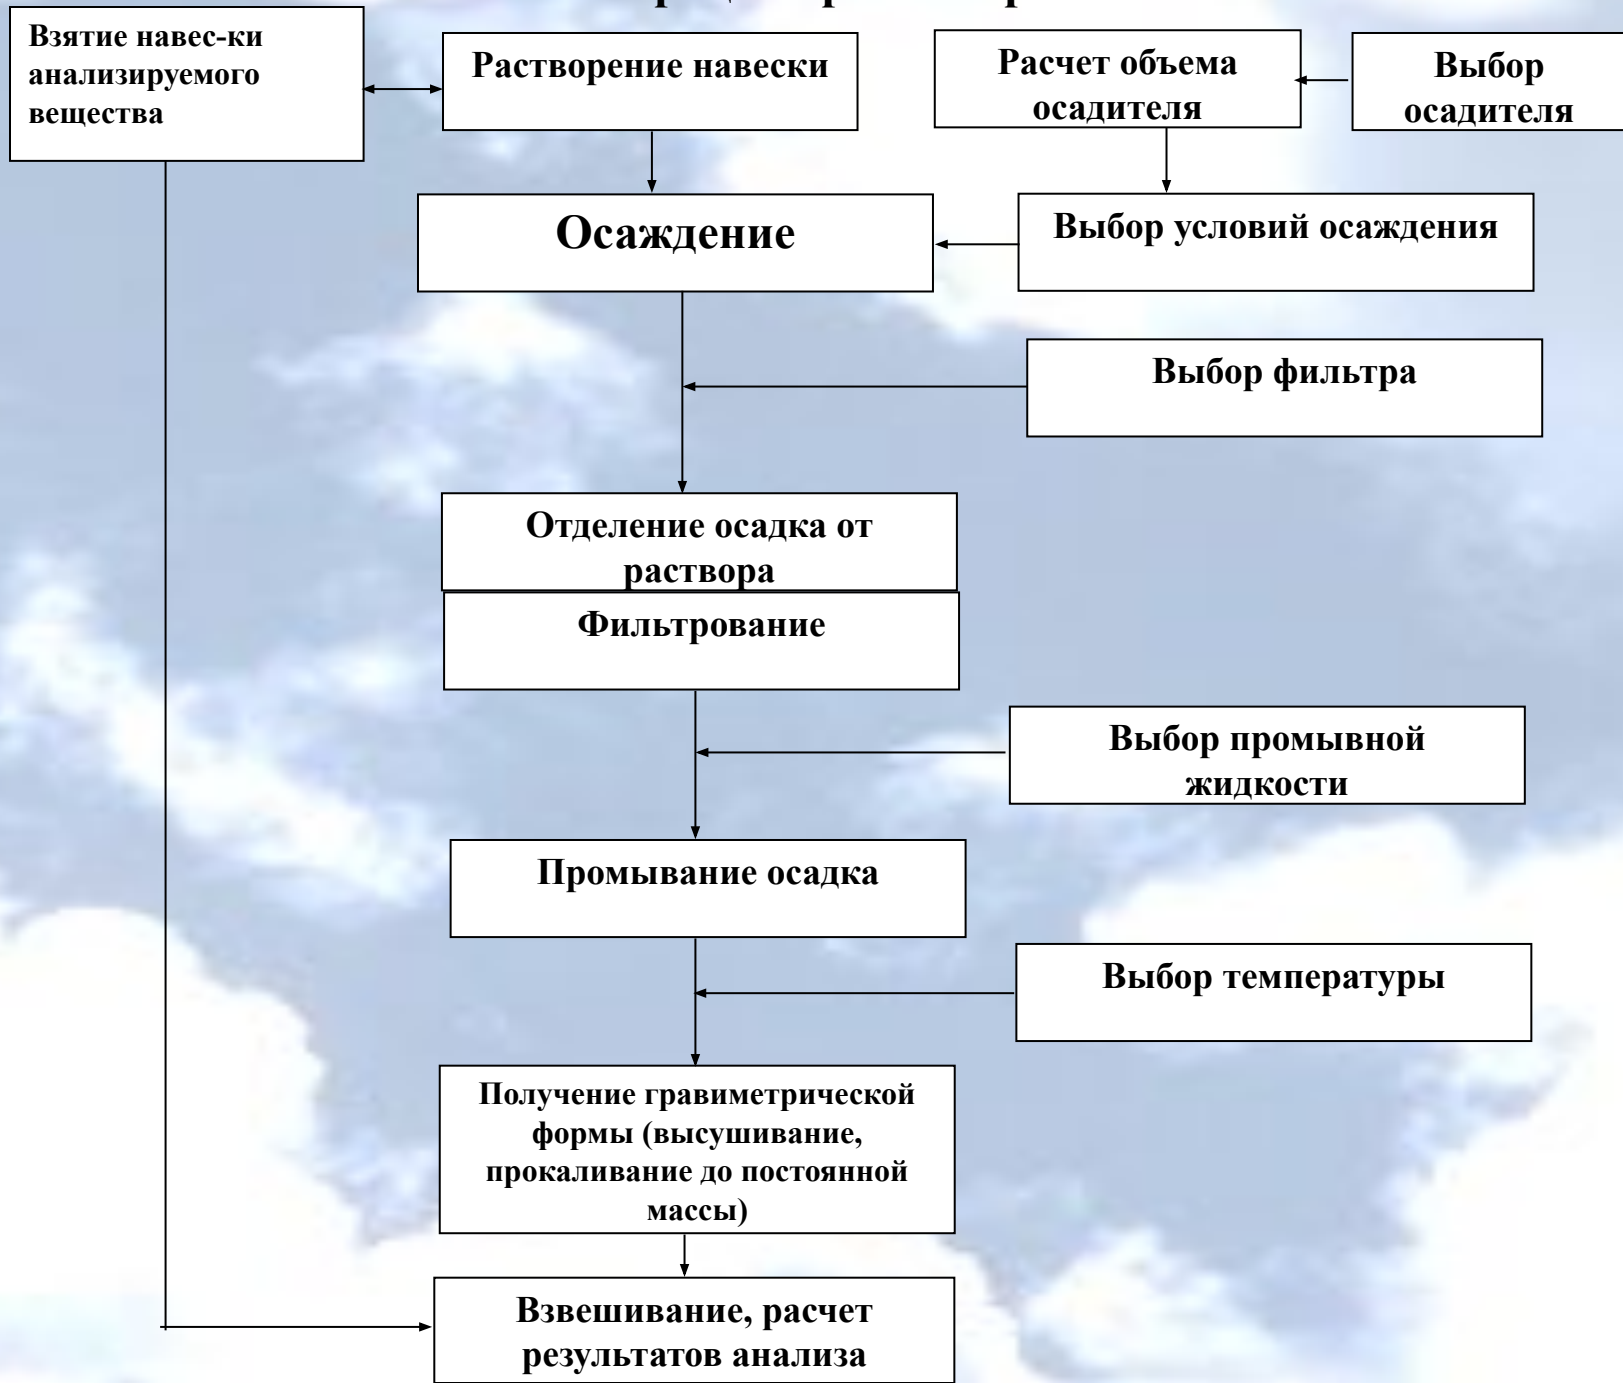 Взятие навес-ки
анализируемого
вещества
Растворение навески
Расчет объема
осадителя
Выбор
осадителя
Осаждение
Выбор условий осаждения
Выбор фильтра
Отделение осадка от
раствора
Фильтрование
Выбор промывной
жидкости
Промывание осадка
Выбор температуры
Получение гравиметрической
формы (высушивание,
прокаливание до постоянной
массы)
Взвешивание, расчет
результатов анализа